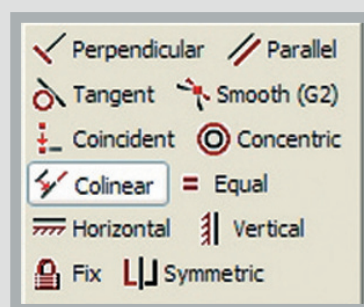 Perpendicular Parallel
Tangent Smooth (G2)
Coincident Concentric
Colinear Equal
Horizontal Vertical
Fix Symmetric